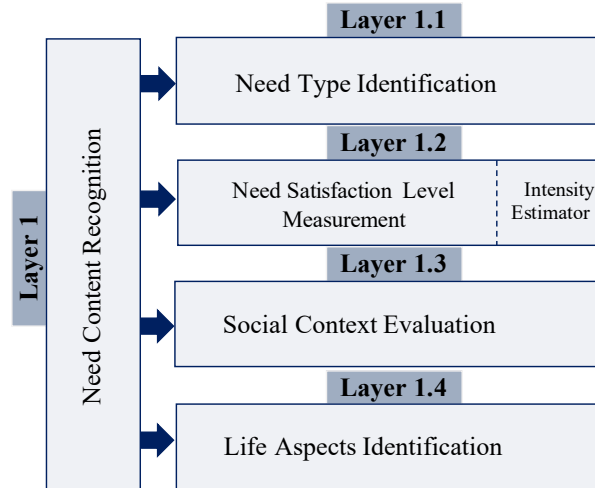 Layer 1
Need Content Recognition
Layer 1.1
Need Type Identification
Layer 1.2
Need Satisfaction Level
Measurement
Intensity
Estimator
Layer 1.3
Social Context Evaluation
Layer 1.4
Life Aspects Identification